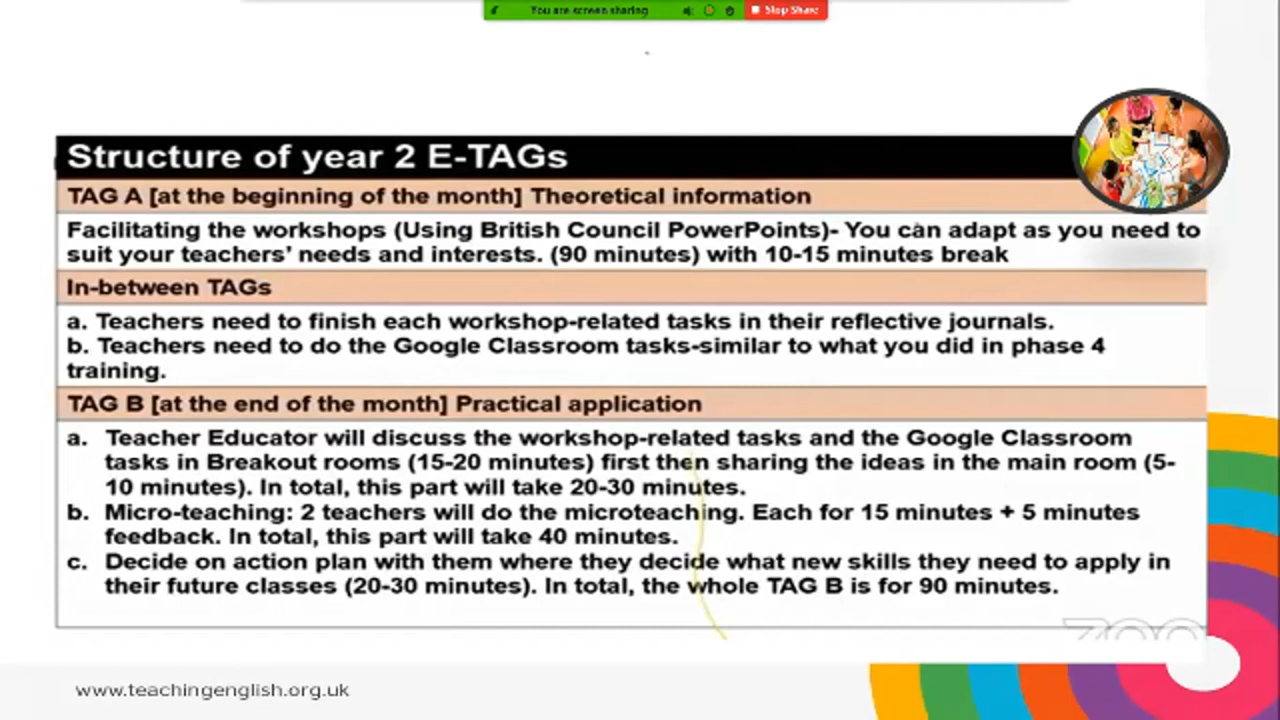 You are screen sharing
Stop Share
Structure of year 2 E-TAGs
TAG A [at the beginning of the month] Theoretical information
Facilitating the workshops (Using British Council PowerPoints)- You can adapt as you need to
suit your teachers’ needs and interests. (90 minutes) with 10-15 minutes break
In-between TAGs
a. Teachers need to finish each workshop-related tasks in their reflective journals.
b. Teachers need to do the Google Classroom tasks-similar to what you did in phase 4
training.
TAG B [at the end of the month] Practical application
a. Teacher Educator will discuss the workshop-related tasks and the Google Classroom
tasks in Breakout rooms (15-20 minutes) first then sharing the ideas in the main room (5-
10 minutes). In total, this part will take 20-30 minutes.
b. Micro-teaching: 2 teachers will do the microteaching. Each for 15 minutes + 5 minutes
feedback. In total, this part will take 40 minutes.
c. Decide on action plan with them where they decide what new skills they need to apply in
their future classes (20-30 minutes). In total, the whole TAG B is for 90 minutes.
www.teachingenglish.org.uk